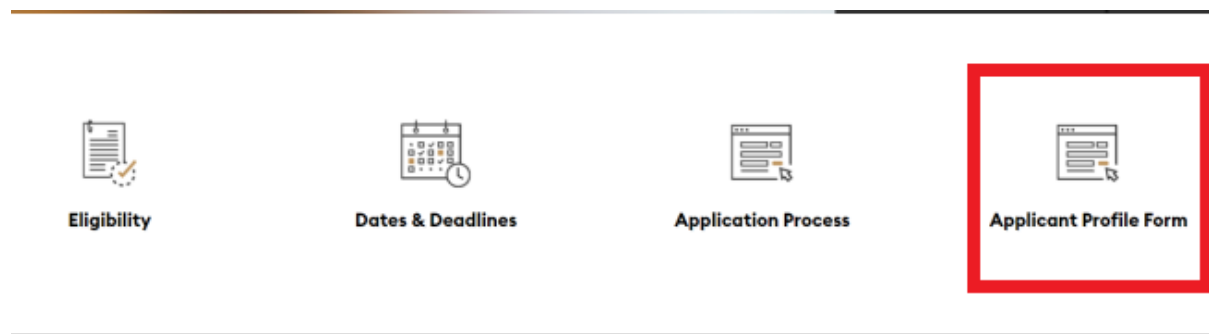 Eligibility
Dates & Deadlines
Application Process
Applicant Profile Form